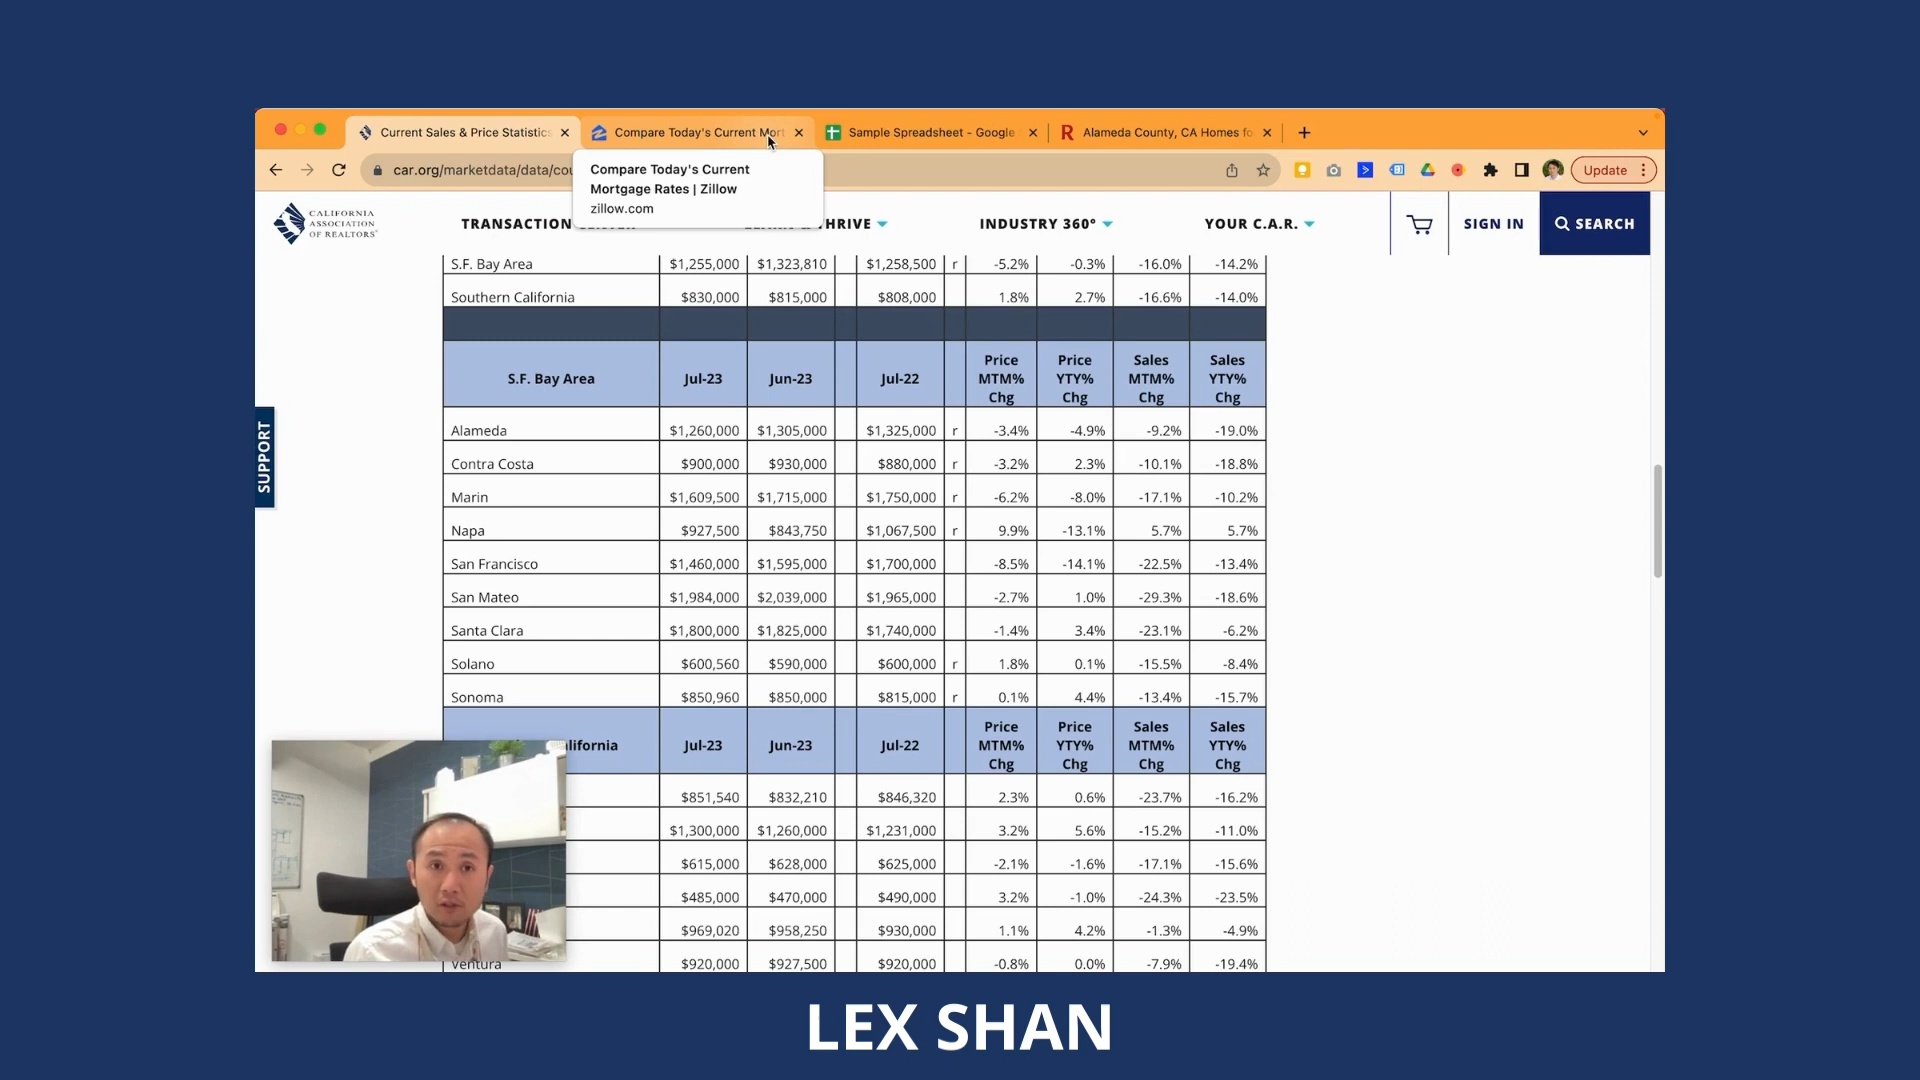 Current Sales & Price Statistics
Compare Today's Current Mort
Sample Spreadsheet - Google
Alameda County, CA Homes fo
car.org/marketdata/data/cou
Update
Compare Today's Current
Mortgage Rates | Zillow
zillow.com
CALIFORNIA
ASSOCIATION
OF REALTORS®
TRANSACTION
THRIVE
INDUSTRY 360°
YOUR C.A.R.
SIGN IN
SEARCH
SUPPORT
S.F. Bay Area $1,255,000 $1,323,810 $1,258,500 r -5.2% -0.3% -16.0% -14.2%
Southern California $830,000 $815,000 $808,000 1.8% 2.7% -16.6% -14.0%
S.F. Bay Area Jul-23 Jun-23 Jul-22 Price MTM% Chg Price YTY% Chg Sales MTM% Chg Sales YTY% Chg
Alameda $1,260,000 $1,305,000 $1,325,000 r -3.4% -4.9% -9.2% -19.0%
Contra Costa $900,000 $930,000 $880,000 r -3.2% 2.3% -10.1% -18.8%
Marin $1,609,500 $1,715,000 $1,750,000 r -6.2% -8.0% -17.1% -10.2%
Napa $927,500 $843,750 $1,067,500 r 9.9% -13.1% 5.7% 5.7%
San Francisco $1,460,000 $1,595,000 $1,700,000 -8.5% -14.1% -22.5% -13.4%
San Mateo $1,984,000 $2,039,000 $1,965,000 -2.7% 1.0% -29.3% -18.6%
Santa Clara $1,800,000 $1,825,000 $1,740,000 -1.4% 3.4% -23.1% -6.2%
Solano $600,560 $590,000 $600,000 r 1.8% 0.1% -15.5% -8.4%
Sonoma $850,960 $850,000 $815,000 r 0.1% 4.4% -13.4% -15.7%
lifornia Jul-23 Jun-23 Jul-22 Price MTM% Chg Price YTY% Chg Sales MTM% Chg Sales YTY% Chg
$851,540 $832,210 $846,320 2.3% 0.6% -23.7% -16.2%
$1,300,000 $1,260,000 $1,231,000 3.2% 5.6% -15.2% -11.0%
$615,000 $628,000 $625,000 -2.1% -1.6% -17.1% -15.6%
$485,000 $470,000 $490,000 3.2% -1.0% -24.3% -23.5%
$969,020 $958,250 $930,000 1.1% 4.2% -1.3% -4.9%
Ventura $920,000 $927,500 $920,000 -0.8% 0.0% -7.9% -19.4%
LEX SHAN